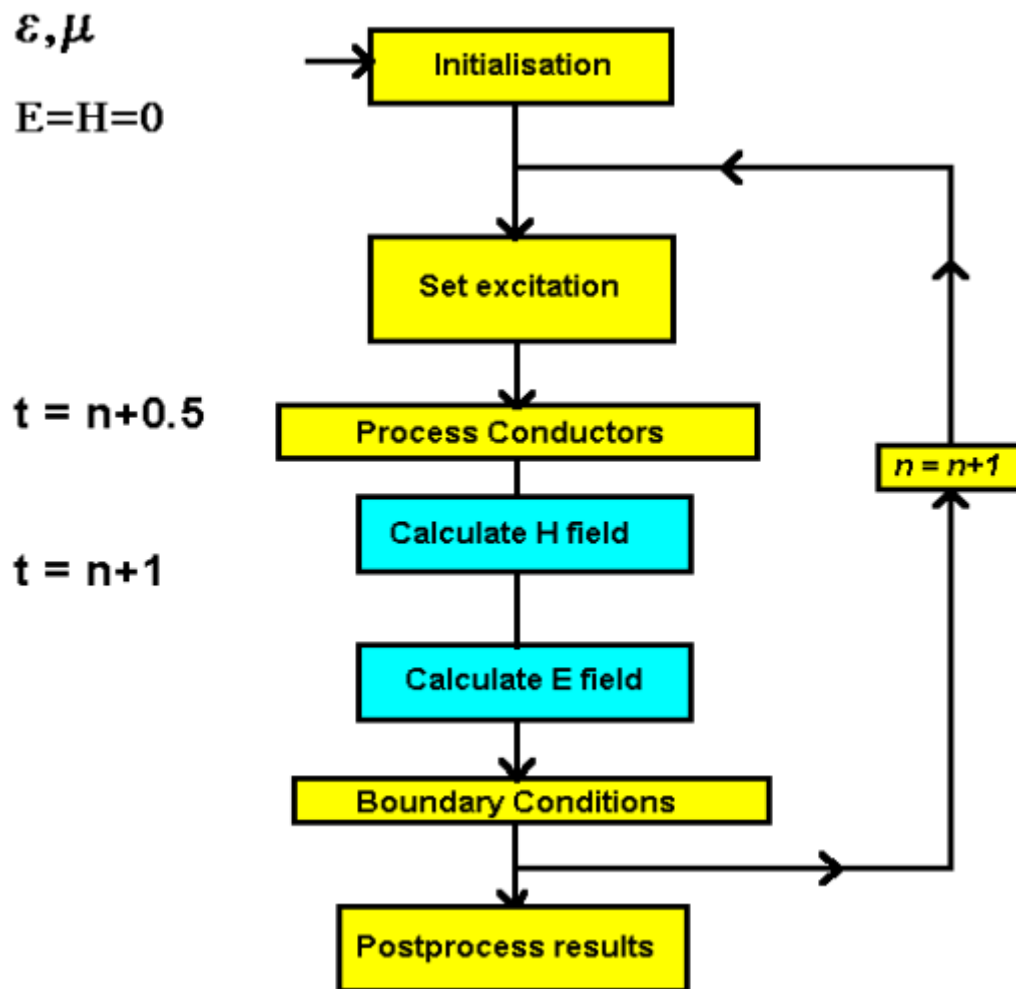 ε,μ
Initialisation
E=H=0
Set excitation
t = n+0.5
Process Conductors
n = n+1
Calculate H field
t = n+1
Calculate E field
Boundary Conditions
Postprocess results